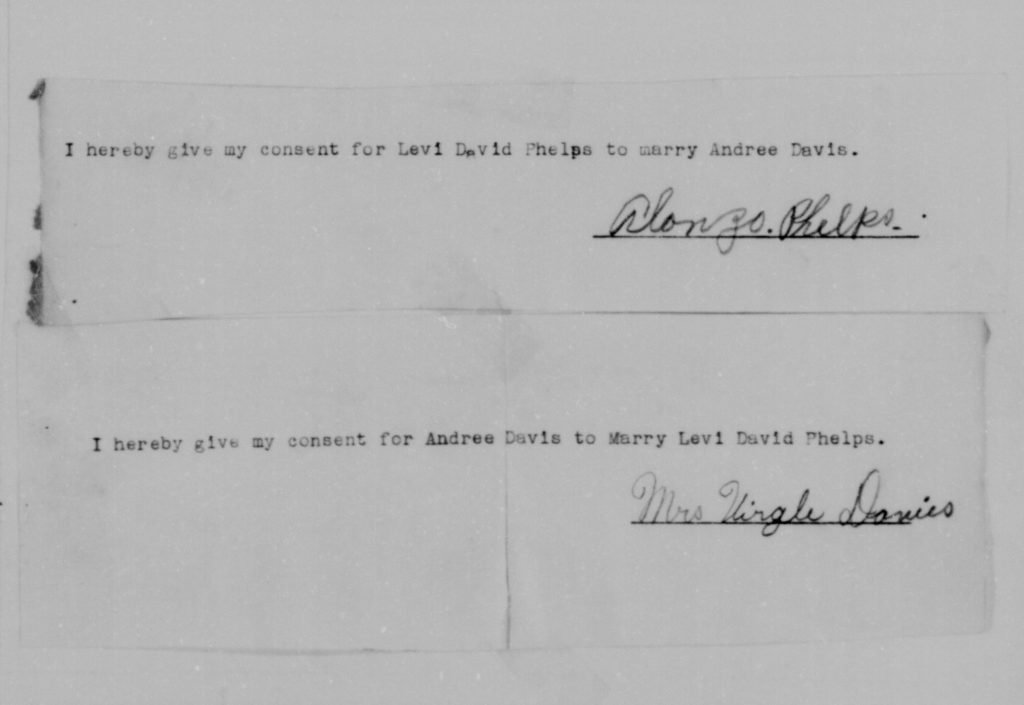 I hereby give my consent for Levi David Phelps to marry Andree Davis.
Alonzo. Phelps.
I hereby give my consent for Andree Davis to Marry Levi David Phelps.
Mrs Virgle Davies